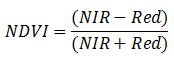 NDVI = (NIR − Red) / (NIR + Red)